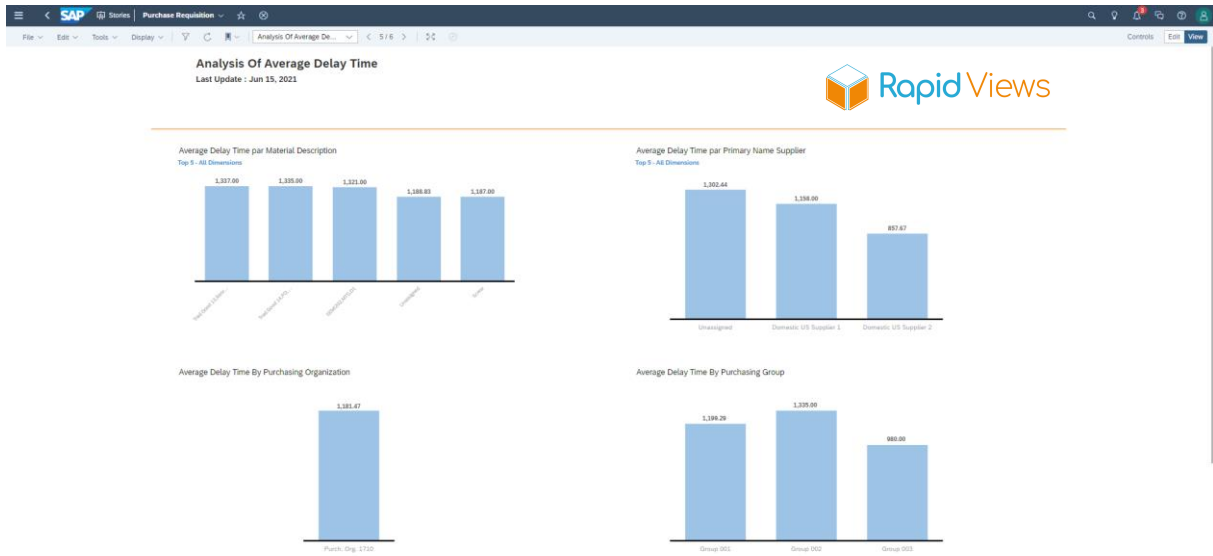 SAP Stories Purchase Requisition
3
File Edit Tools Display Analysis Of Average De... 5/6 Controls Edit View
Analysis Of Average Delay Time
Last Update : Jun 15, 2021
Rapid Views
Average Delay Time par Material Description
Top 5 - All Dimensions
1,337.00 1,335.00 1,321.00 1,188.83 1,187.00
Unassigned
Average Delay Time par Primary Name Supplier
Top 5 - All Dimensions
1,302.44
1,158.00
857.67
Unassigned Domestic US Supplier 1 Domestic US Supplier 2
Average Delay Time By Purchasing Organization
1,181.47
Purch. Org. 1710
Average Delay Time By Purchasing Group
1,199.29 1,335.00 980.00
Group 001 Group 002 Group 003